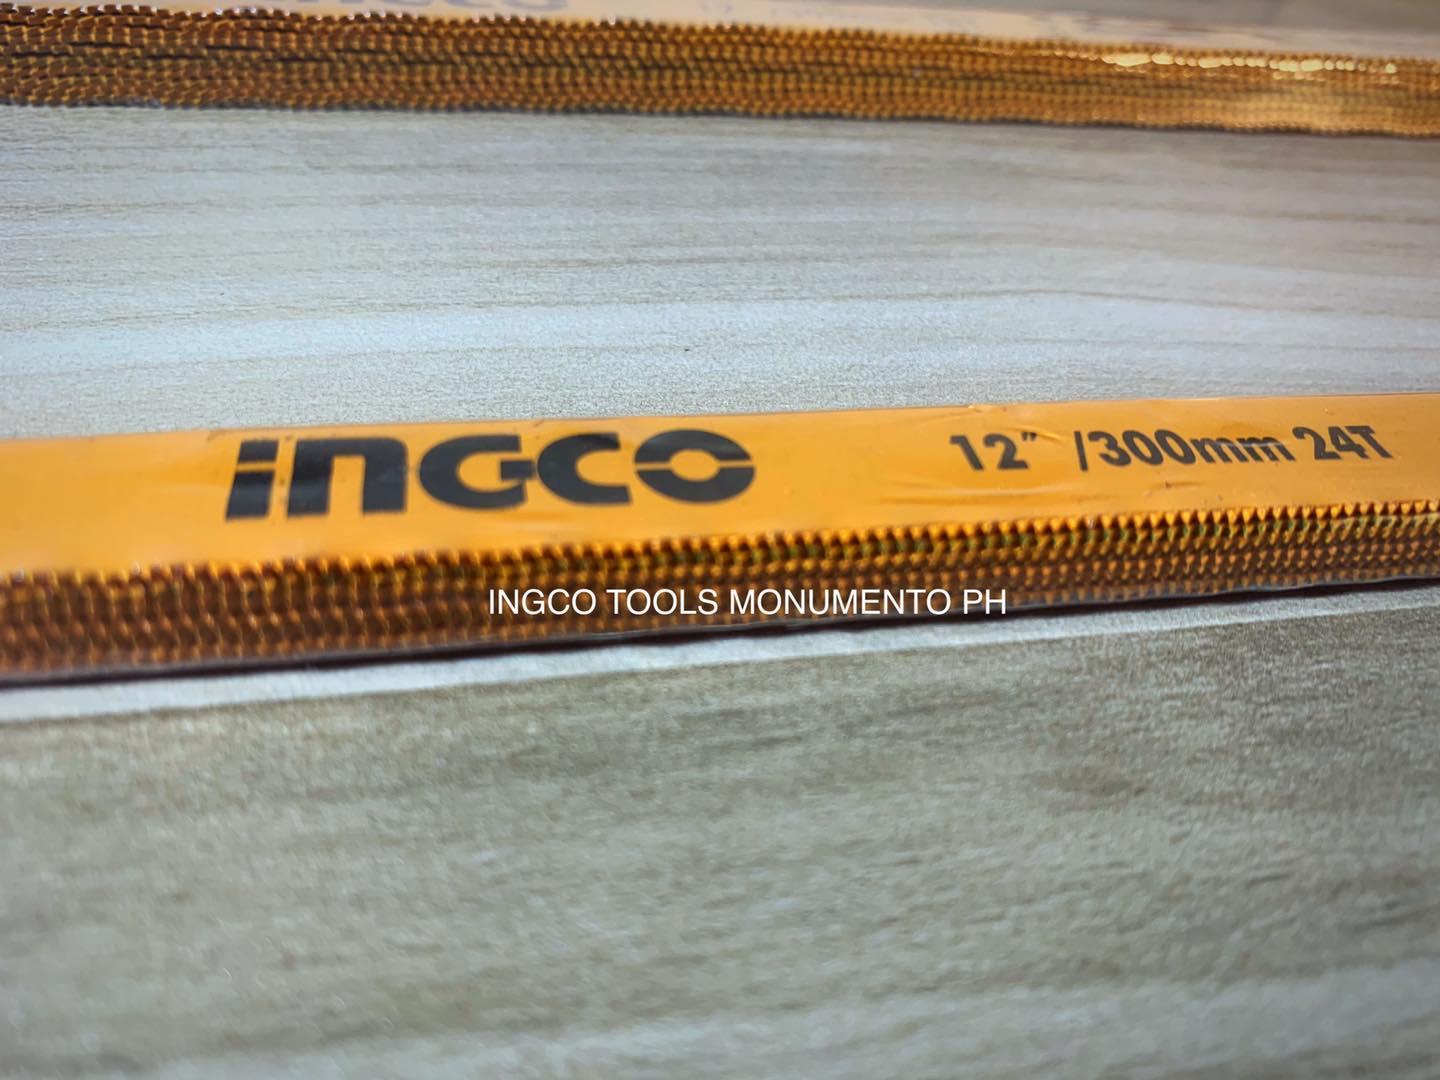 INGCO 12" /300mm 24T
INGCO TOOLS MONUMENTO PH